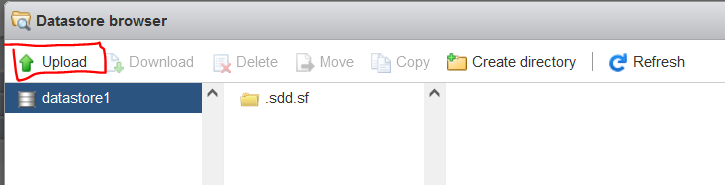 Datastore browser
Upload Download Delete Move Copy Create directory Refresh
datastore1 .sdd.sf